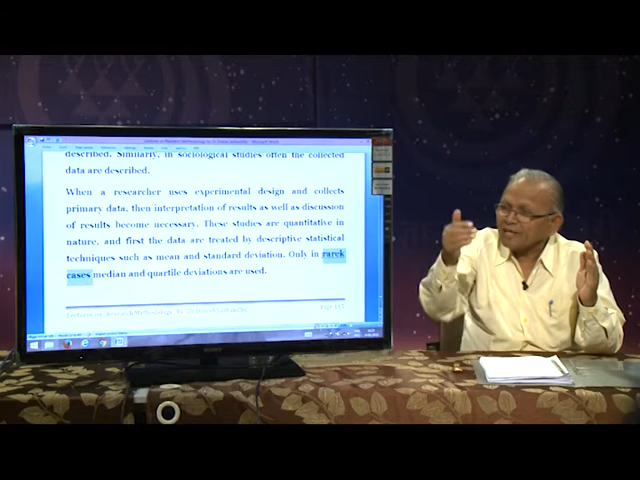 described. Similarly, in sociological studies often the collected
data are described.
When a researcher uses experimental design and collects
primary data, then interpretation of results as well as discussion
of results become necessary. These studies are quantitative in
nature, and first the data are treated by descriptive statistical
techniques such as mean and standard deviation. Only in rarek
cases median and quartile deviations are used.
Page 115
SONY